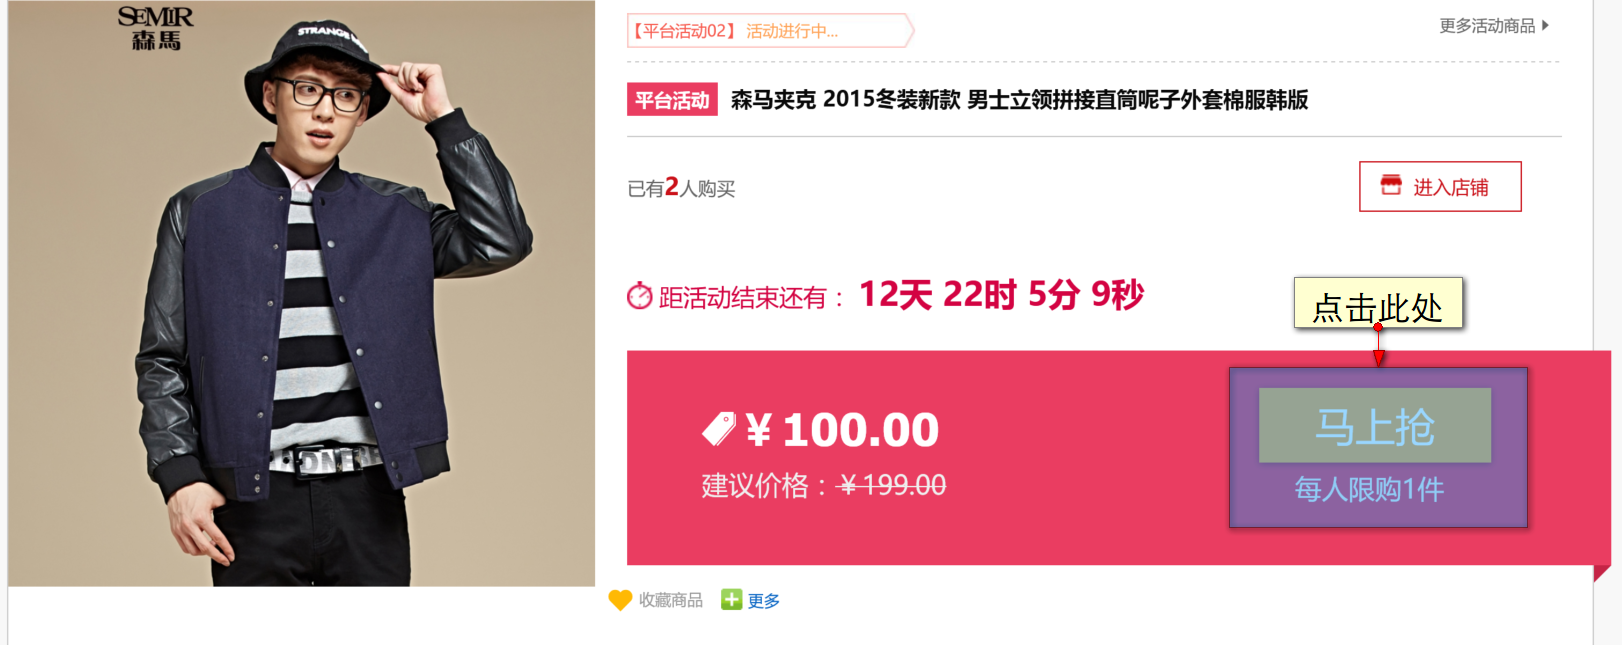 SEMIR
森馬
STRANGE
【平台活动02】 活动进行中...
更多活动商品
平台活动 森马夹克 2015冬装新款 男士立领拼接直筒呢子外套棉服韩版
已有2人购买
进入店铺
距活动结束还有： 12天 22时 5分 9秒
点击此处
¥ 100.00
马上抢
建议价格：¥ 199.00
每人限购1件
收藏商品
更多